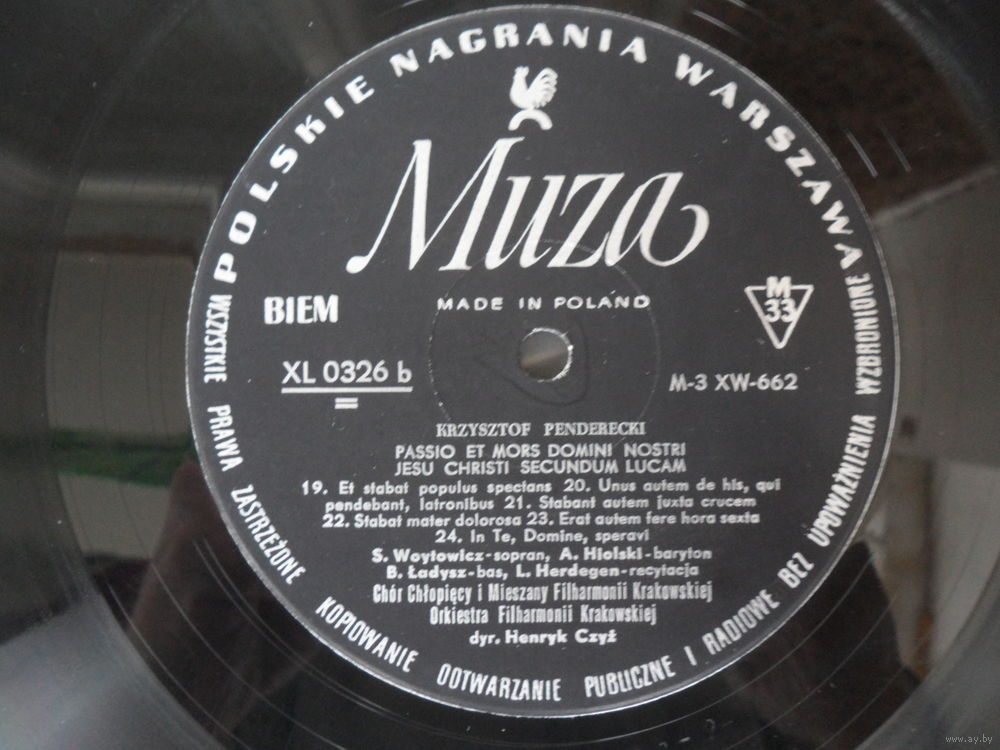 POLSKIE NAGRANIA WARSZAWA
Muza
MADE IN POLAND
BIEM
M
33
XL 0326 b
M-3 XW-662
KRZYSZTOF PENDERECKI
PASSIO ET MORS DOMINI NOSTRI
JESU CHRISTI SECUNDUM LUCAM
19. Et stabat populus spectans 20. Unus autem de his, qui
pendebant, latronibus 21. Stabant autem juxta crucem
22. Stabat mater dolorosa 23. Erat autem fere hora sexta
24. In Te, Domine, speravi
S. Woytowicz-sopran, A. Hiolski-baryton
B. Ładysz-bas, L. Herdegen-recytacja
Chór Chłopięcy i Mieszany Filharmonii Krakowskiej
Orkiestra Filharmonii Krakowskiej
dyr. Henryk Czyż
WSZYSTKIE PRAWA ZASTRZEŻONE KOPIOWANIE ODTWARZANIE PUBLICZNE I RADIOWE BEZ UPOWAŻNIENIA WZBRONIONE
www.ay.by